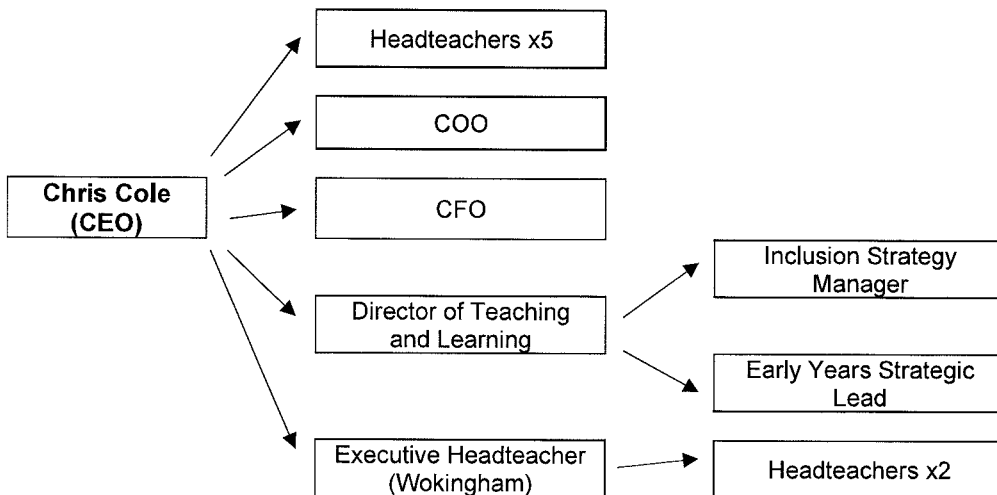 Headteachers x5
COO
Chris Cole
(CEO)
CFO
Director of Teaching
and Learning
Inclusion Strategy
Manager
Early Years Strategic
Lead
Executive Headteacher
(Wokingham)
Headteachers x2